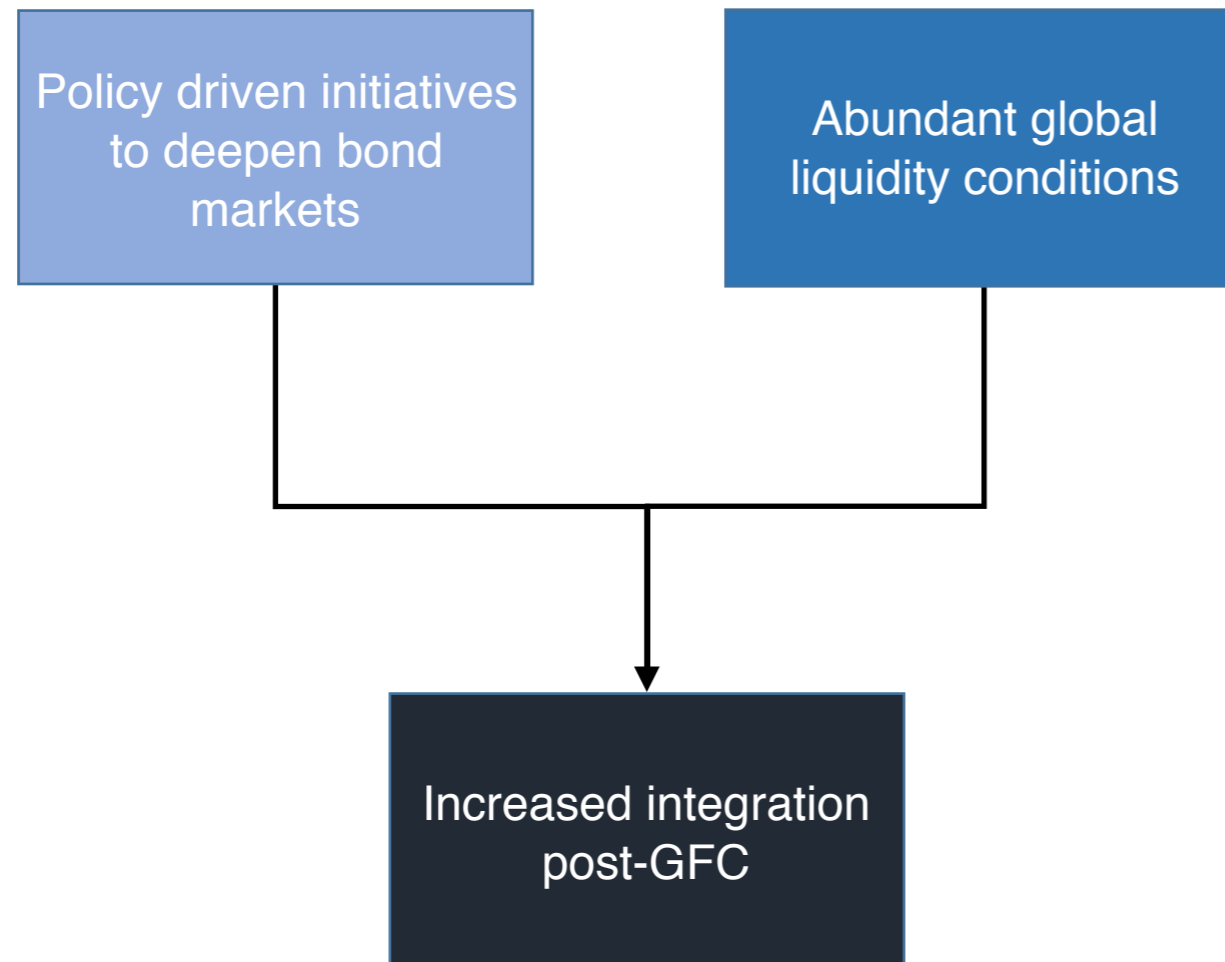 Policy driven initiatives
to deepen bond
markets
Abundant global
liquidity conditions
Increased integration
post-GFC